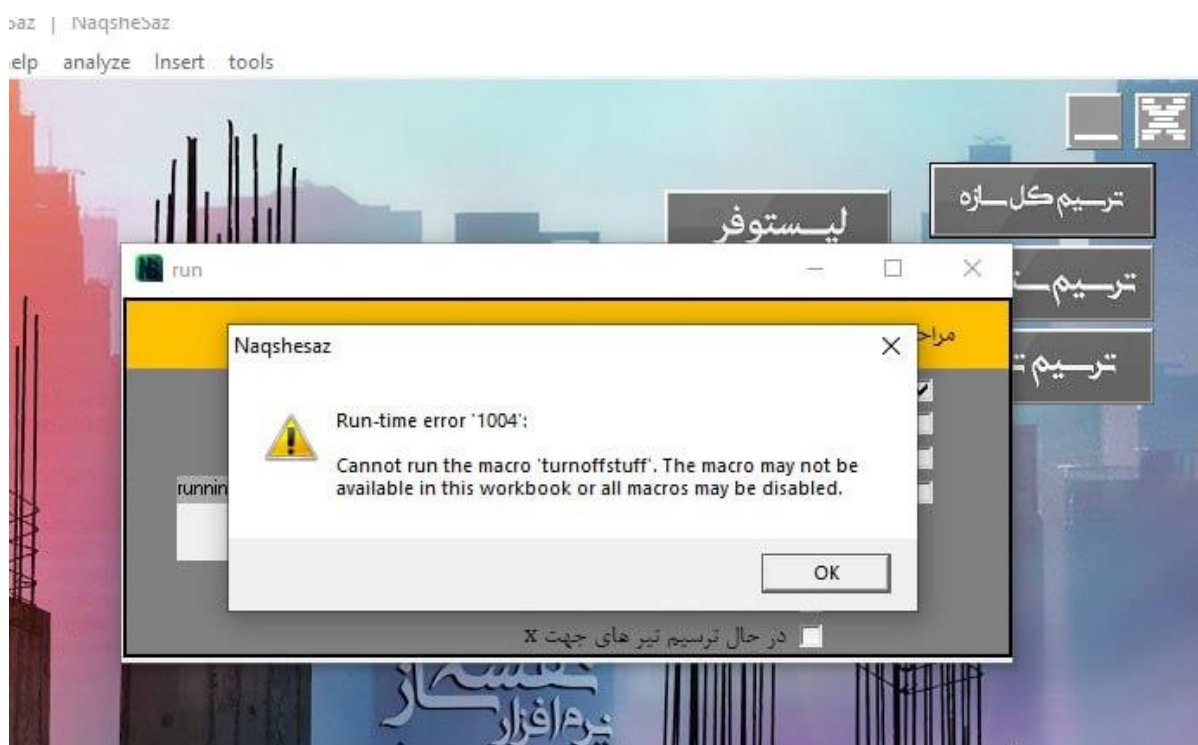 NaqsheSaz
analyze Insert tools
ترسیم کل سازه
لیستوفر
run
ترسیم
Naqshesaz
ترسیم
Run-time error '1004':
Cannot run the macro 'turnoffstuff'. The macro may not be
available in this workbook or all macros may be disabled.
OK
در حال ترسیم تیر های جهت X
نرم افزار